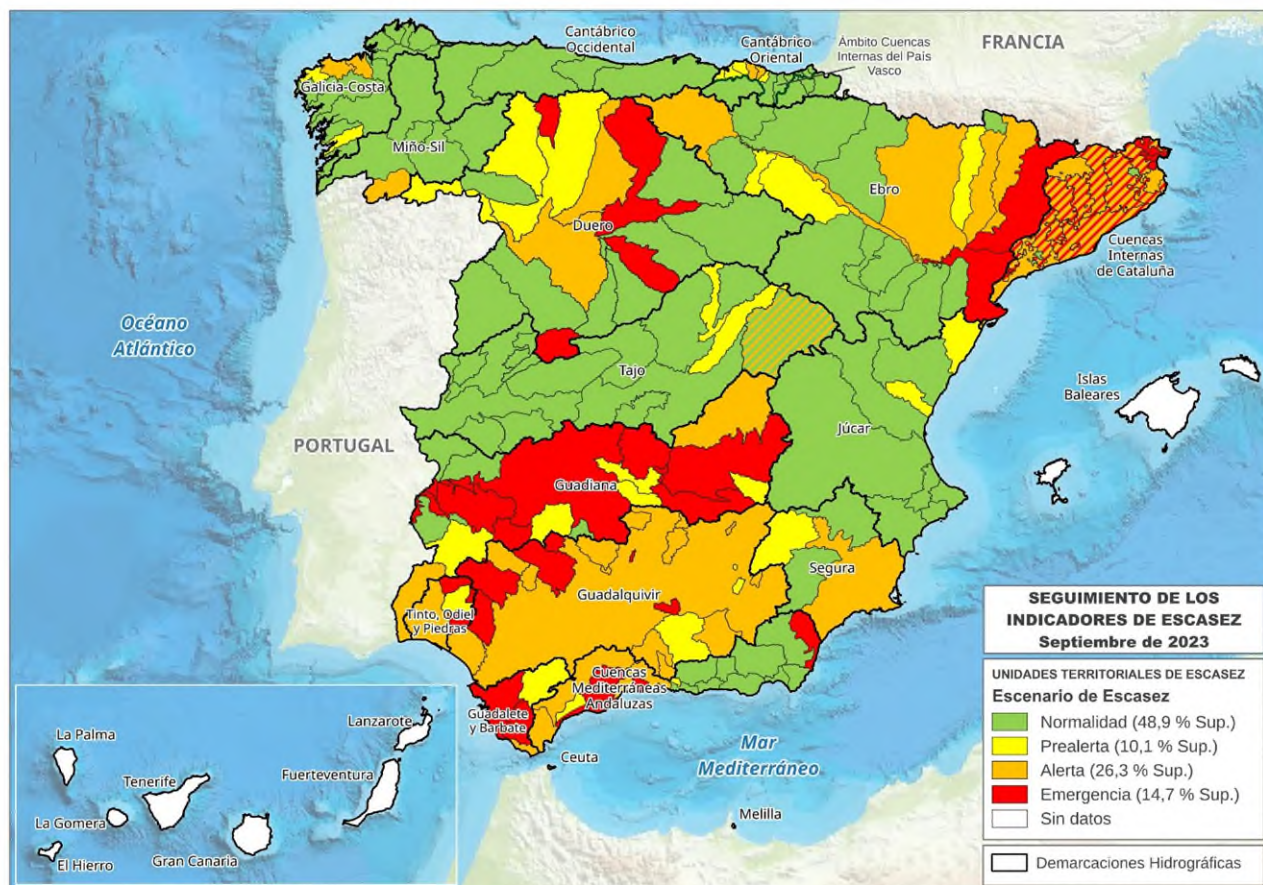 Cantábrico
Occidental
Cantábrico
Oriental
Ámbito Cuencas
Internas del País
Vasco
FRANCIA
Galicia-Costa
Miño-Sil
Ebro
Duero
Cuencas
Internas
de Cataluña
Océano
Atlántico
Tajo
Islas
Baleares
PORTUGAL
Júcar
Guadiana
Segura
Guadalquivir
Tinto, Odiel
y Piedras
Cuencas
Mediterráneas
Andaluzas
Guadalete
y Barbate
Ceuta
Mar
Mediterráneo
Melilla
La Palma
Lanzarote
Tenerife
Fuerteventura
La Gomera
El Hierro
Gran Canaria
SEGUIMIENTO DE LOS
INDICADORES DE ESCASEZ
Septiembre de 2023
UNIDADES TERRITORIALES DE ESCASEZ
Escenario de Escasez
Normalidad (48,9 % Sup.)
Prealerta (10,1 % Sup.)
Alerta (26,3 % Sup.)
Emergencia (14,7 % Sup.)
Sin datos
Demarcaciones Hidrográficas